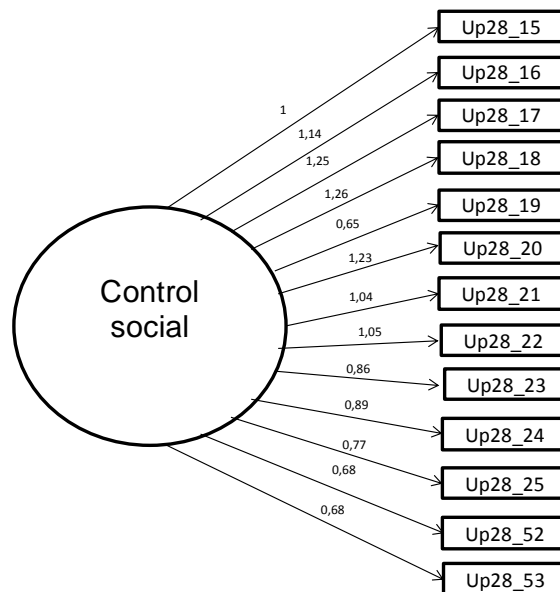 Up28_15
Up28_16
Up28_17
Up28_18
Up28_19
Up28_20
Up28_21
Up28_22
Up28_23
Up28_24
Up28_25
Up28_52
Up28_53
1
1,14
1,25
1,26
0,65
1,23
1,04
1,05
0,86
0,89
0,77
0,68
0,68
Control
social